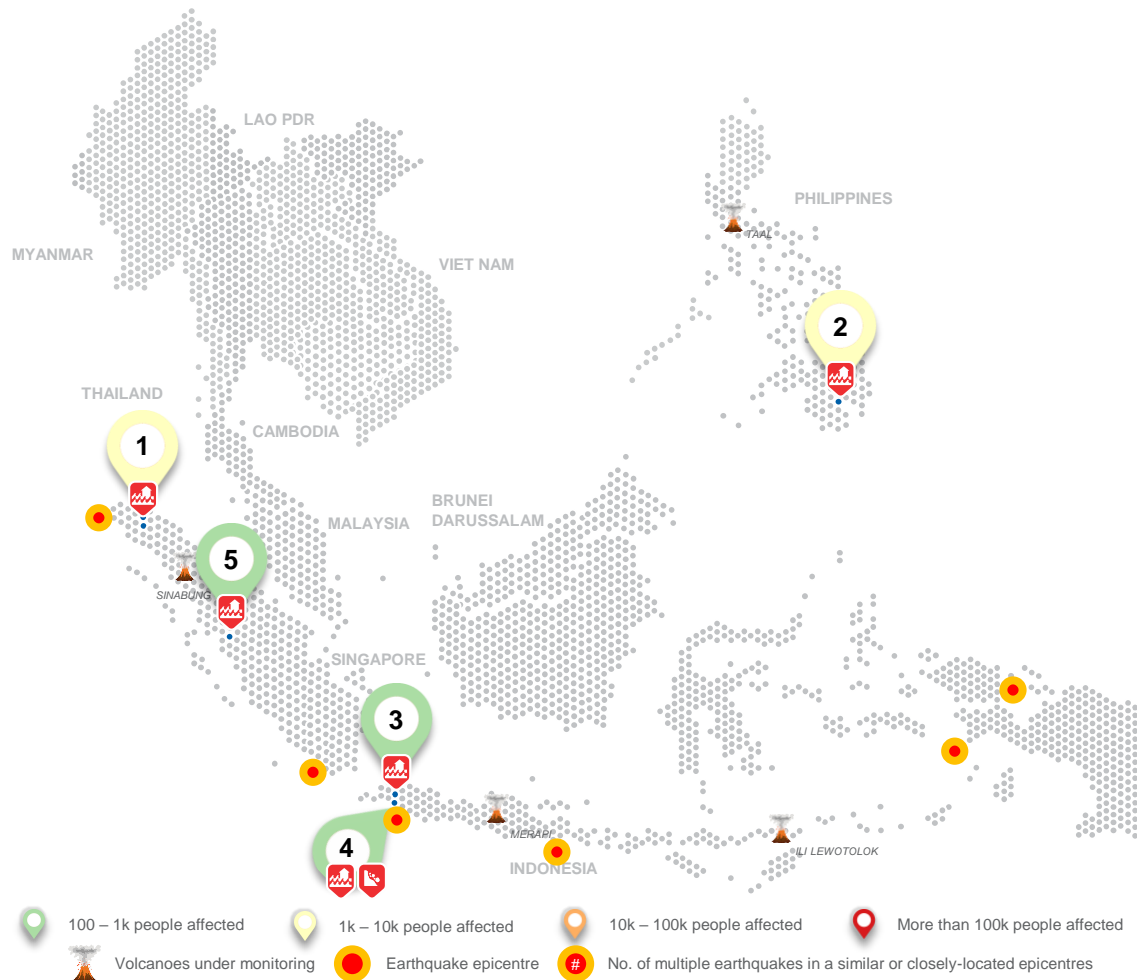 LAO PDR
PHILIPPINES
TAAL
MYANMAR
VIET NAM
2
THAILAND
CAMBODIA
1
BRUNEI
DARUSSALAM
MALAYSIA
5
SINABUNG
SINGAPORE
3
MERAPI
4
ILI LEWOTOLOK
INDONESIA
100 – 1k people affected
1k – 10k people affected
10k – 100k people affected
More than 100k people affected
Volcanoes under monitoring
Earthquake epicentre
# No. of multiple earthquakes in a similar or closely-located epicentres